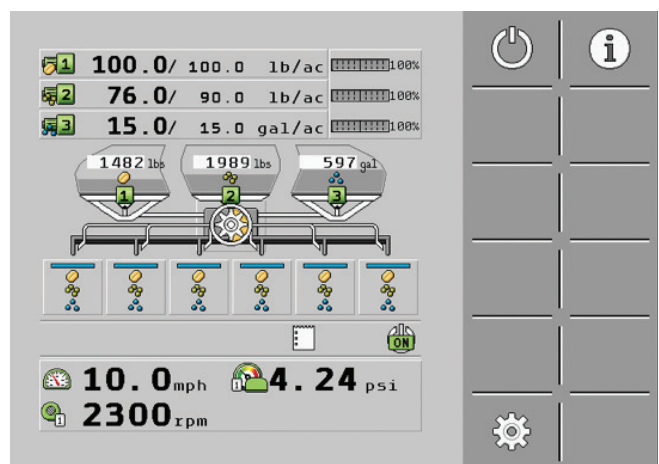 1 100.0/ 100.0 lb/ac 100%
2 76.0/ 90.0 lb/ac 100%
3 15.0/ 15.0 gal/ac 100%
1482 lbs 1989 lbs 597 gal
1 2 3
ON
10.0 mph 1 4.24 psi
1 2300 rpm
i